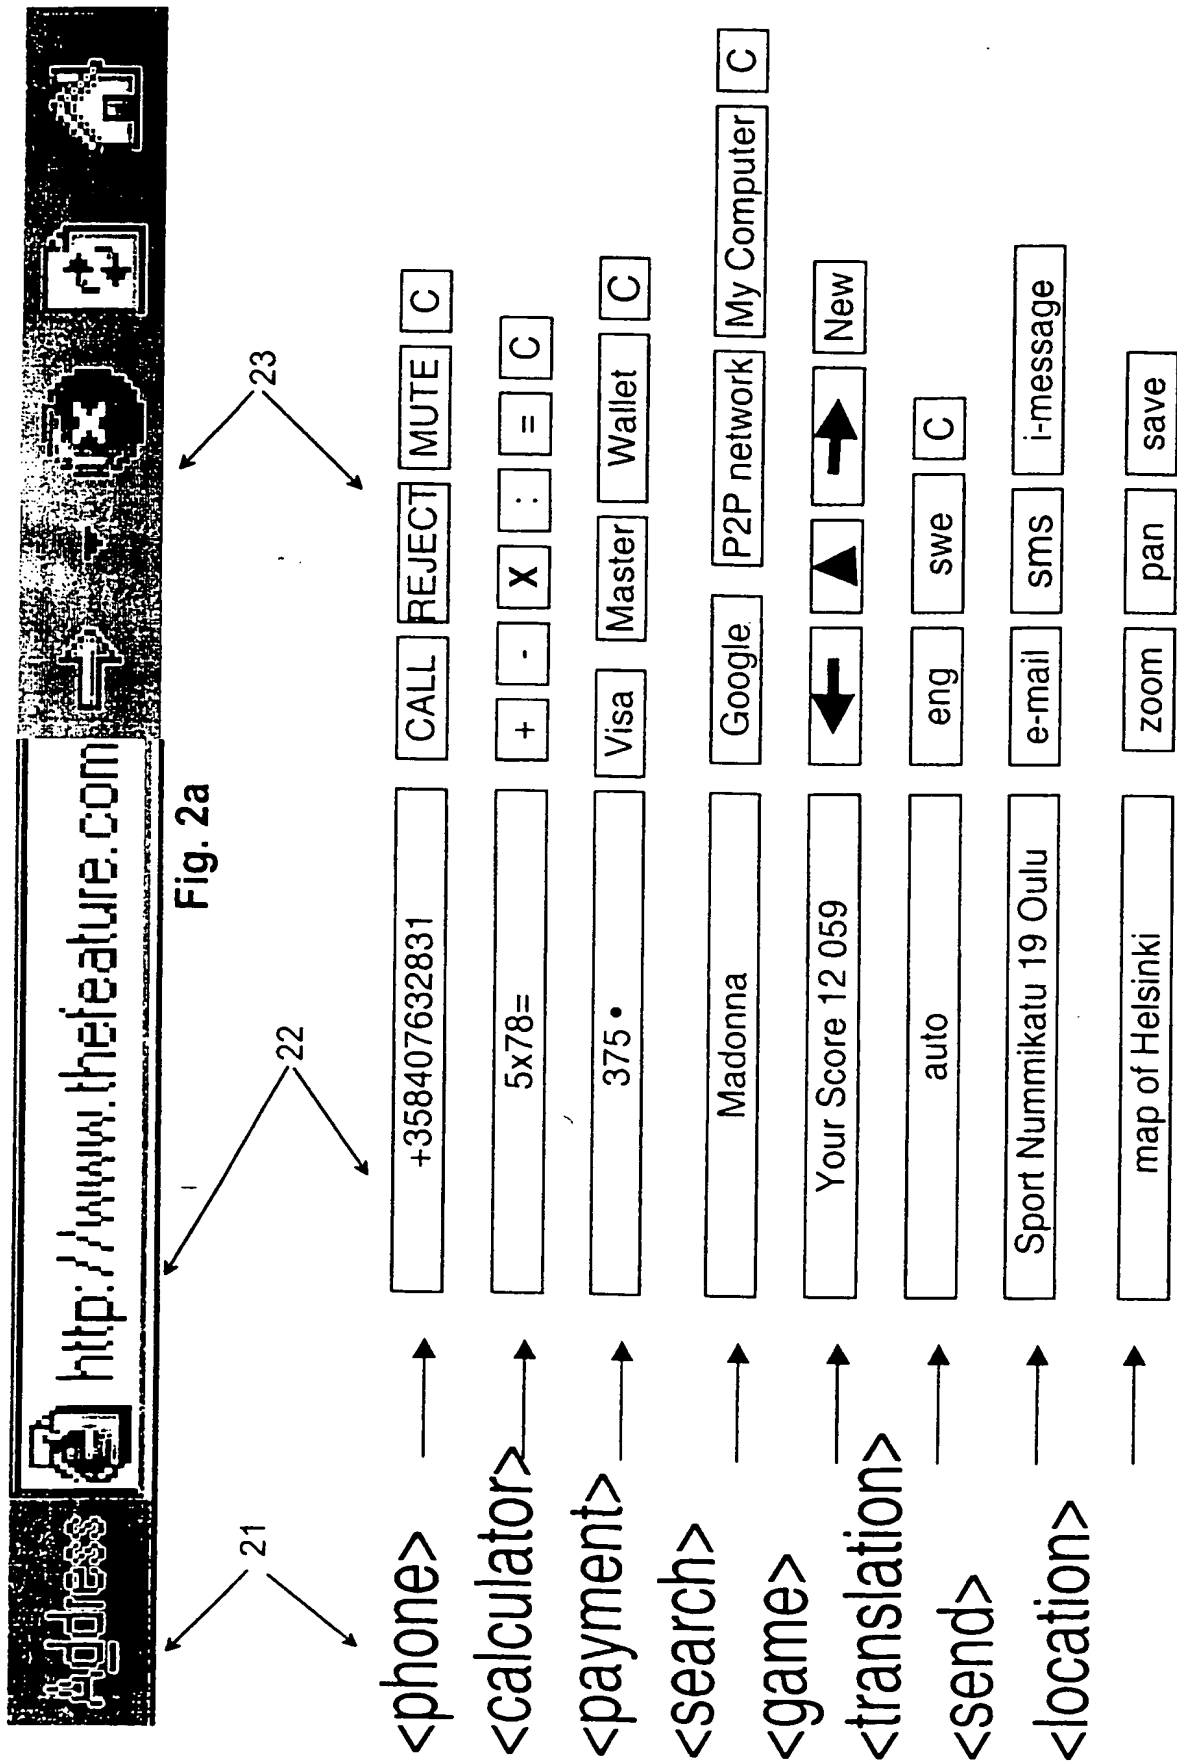 Address http://www.thefeature.com
Fig. 2a
21 22 23
<phone> +358407632831 CALL REJECT MUTE C
<calculator> 5x78= + - X : = C
<payment> 375• Visa Master Wallet C
<search> Madonna Google P2P network My Computer C
<game> Your Score 12 059 New
<translation> auto eng swe C
<send> Sport Nummikatu 19 Oulu e-mail sms i-message
<location> map of Helsinki zoom pan save